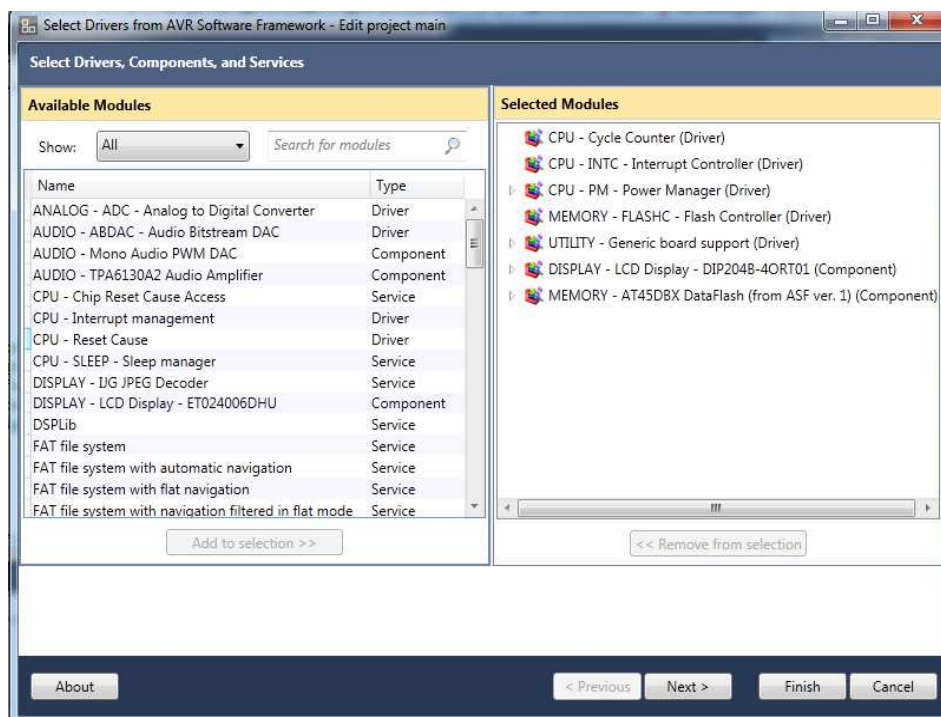 Select Drivers from AVR Software Framework - Edit project main
Select Drivers, Components, and Services
Available Modules
Show: All Search for modules
Name Type
ANALOG - ADC - Analog to Digital Converter Driver
AUDIO - ABDAC - Audio Bitstream DAC Driver
AUDIO - Mono Audio PWM DAC Component
AUDIO - TPA6130A2 Audio Amplifier Component
CPU - Chip Reset Cause Access Service
CPU - Interrupt management Driver
CPU - Reset Cause Driver
CPU - SLEEP - Sleep manager Service
DISPLAY - IJG JPEG Decoder Service
DISPLAY - LCD Display - ET024006DHU Component
DSPLib Service
FAT file system Service
FAT file system with automatic navigation Service
FAT file system with flat navigation Service
FAT file system with navigation filtered in flat mode Service
Add to selection >>
Selected Modules
CPU - Cycle Counter (Driver)
CPU - INTC - Interrupt Controller (Driver)
CPU - PM - Power Manager (Driver)
MEMORY - FLASHC - Flash Controller (Driver)
UTILITY - Generic board support (Driver)
DISPLAY - LCD Display - DIP204B-4ORT01 (Component)
MEMORY - AT45DBX DataFlash (from ASF ver. 1) (Component)
<< Remove from selection
About < Previous Next > Finish Cancel